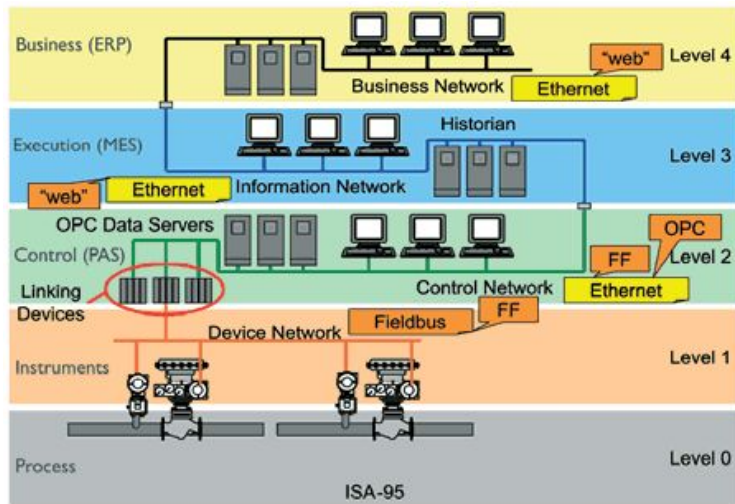 Business (ERP)
"web"
Level 4
Business Network
Ethernet
Historian
Execution (MES)
Level 3
"web"
Ethernet
Information Network
OPC Data Servers
OPC
Control (PAS)
FF
Level 2
Linking
Devices
Control Network
Ethernet
Fieldbus
FF
Device Network
Level 1
Instruments
Level 0
Process
ISA-95